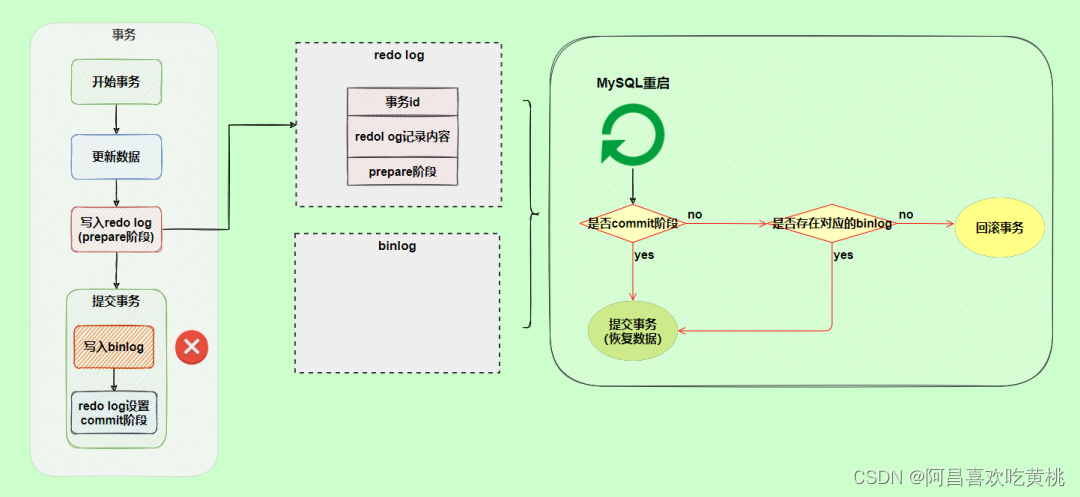 事务
开始事务
更新数据
写入redo log
(prepare阶段)
提交事务
写入binlog
redo log设置
commit阶段
redo log
事务id
redol og记录内容
prepare阶段
binlog
MySQL重启
是否commit阶段
no
是否存在对应的binlog
no
回滚事务
yes
yes
提交事务
(恢复数据)
CSDN @阿昌喜欢吃黄桃